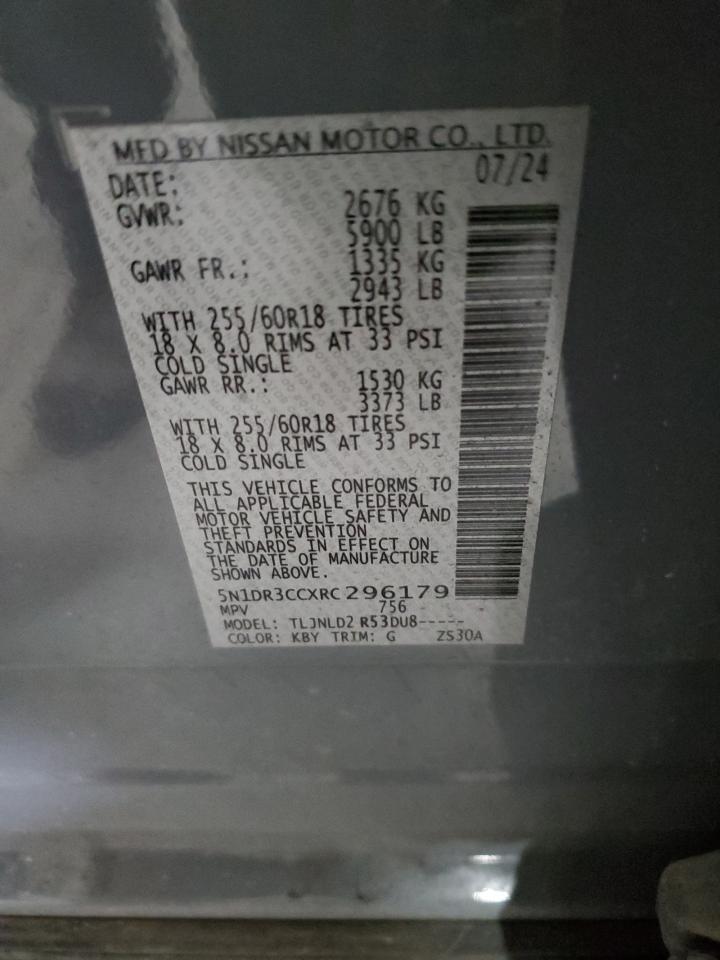 MFD BY NISSAN MOTOR CO., LTD.
DATE: 07/24
GVWR: 2676 KG
5900 LB
GAWR FR.: 1335 KG
2943 LB
WITH 255/60R18 TIRES
18 X 8.0 RIMS AT 33 PSI
COLD SINGLE
GAWR RR.: 1530 KG
3373 LB
WITH 255/60R18 TIRES
18 X 8.0 RIMS AT 33 PSI
COLD SINGLE
THIS VEHICLE CONFORMS TO
ALL APPLICABLE FEDERAL
MOTOR VEHICLE SAFETY AND
THEFT PREVENTION
STANDARDS IN EFFECT ON
THE DATE OF MANUFACTURE
SHOWN ABOVE.
5N1DR3CCXRC296179
MPV 756
MODEL: TLJNLD2 R53DU8-----
COLOR: KBY TRIM: G ZS30A